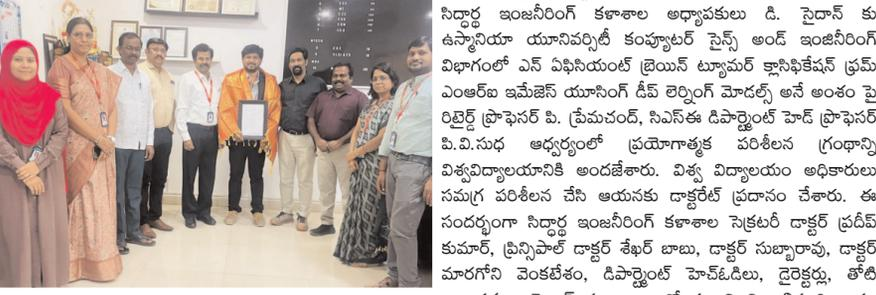 సిద్ధార్థ ఇంజనీరింగ్ కళాశాల అధ్యాపకులు డి. సైదాన్ కు
ఉస్మానియా యూనివర్సిటీ కంప్యూటర్ సైన్స్ అండ్ ఇంజినీరింగ్
విభాగంలో ఎన్ ఏఫిసియంట్ బ్రెయిన్ ట్యూమర్ క్లాసిఫికేషన్ ఫ్రమ్
ఎంఆర్ఐ ఇమేజెస్ యూసింగ్ డీప్ లెర్నింగ్ మోడల్స్ అనే అంశం పై
రిటైర్డ్ ప్రొఫెసర్ పి. ప్రేమచంద్, సిఎస్ఈ డిపార్ట్మెంట్ హెడ్ ప్రొఫెసర్
పి.వి.సుధ ఆధ్వర్యంలో ప్రయోగాత్మక పరిశీలన గ్రంథాన్ని
విశ్వవిద్యాలయానికి అందజేశారు. విశ్వ విద్యాలయం అధికారులు
సమగ్ర పరిశీలన చేసి ఆయనకు డాక్టరేట్ ప్రదానం చేశారు. ఈ
సందర్భంగా సిద్ధార్థ ఇంజనీరింగ్ కళాశాల సెక్రటరీ డాక్టర్ ప్రదీప్
కుమార్, ప్రిన్సిపాల్ డాక్టర్ శేఖర్ బాబు, డాక్టర్ సుబ్బారావు, డాక్టర్
మారగోని వెంకటేశం, డిపార్ట్మెంట్ హెచ్ఓడిలు, డైరెక్టర్లు, తోటి